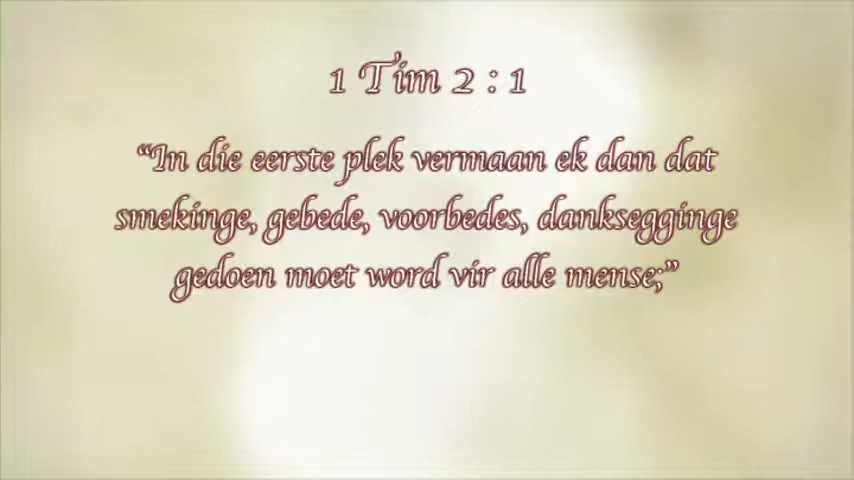 1 Tim 2 : 1
“In die eerste plek vermaan ek dan dat
smekinge, gebede, voorbedes, danksegginge
gedoen moet word vir alle mense;”